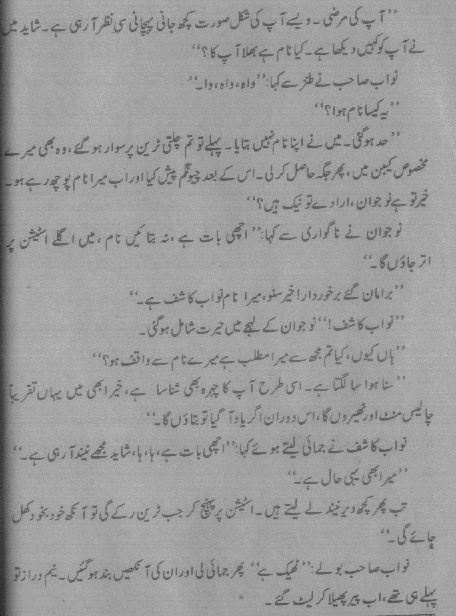 ’’آپ کی مرضی۔ ویسے آپ کی شکل صورت کچھ جانی پہچانی سی نظر آ رہی ہے۔ شاید میں
نے آپ کو کہیں دیکھا ہے۔ کیا نام ہے بھلا آپ کا؟‘‘
نواب صاحب نے طنز سے کہا: ’’واہ، واہ، وا۔‘‘
’’یہ کیسا نام ہوا؟‘‘
’’حد ہوگئی۔ میں نے اپنا نام نہیں بتایا۔ پہلے تو تم چلتی ٹرین پر سوار ہو گئے، وہ بھی میرے
مخصوص کیبن میں، پھر جگہ حاصل کرلی۔ اس کے بعد چیونگم پیش کیا اور اب میرا نام پوچھ رہے ہو۔
خیر تو ہے نوجوان، ارادے تو نیک ہیں؟‘‘
نوجوان نے ناگواری سے کہا: ’’اچھی بات ہے، نہ بتائیں نام، میں اگلے اسٹیشن پر
اتر جاؤں گا۔‘‘
’’برا مان گئے برخوردار! خیر سنو، میرا نام نواب کاشف ہے۔‘‘
’’نواب کاشف!‘‘ نوجوان کے لہجے میں حیرت شامل ہوگئی۔
’’ہاں کیوں، کیا تم مجھ سے میرا مطلب ہے میرے نام سے واقف ہو؟‘‘
’’سنا ہوا سا لگتا ہے۔ اسی طرح آپ کا چہرہ بھی شناسا ہے، خیر ابھی میں یہاں تقریباً
چالیس منٹ اور ٹھیروں گا، اس دوران اگر یاد آ گیا تو بتاؤں گا۔‘‘
نواب کاشف نے جمائی لیتے ہوئے کہا: ’’اچھی بات ہے، ہا، ہا، شاید مجھے نیند آ رہی ہے۔‘‘
’’میرا بھی یہی حال ہے۔‘‘
تب پھر کچھ دیر نیند لے لیتے ہیں۔ اسٹیشن پر پہنچ کر جب ٹرین رکے گی تو آنکھ خود بخود کھل
جائے گی۔‘‘
نواب صاحب بولے: ’’ٹھیک ہے‘‘ پھر جمائی لی اور ان کی آنکھیں بند ہوگئیں۔ نیم دراز تو
پہلے ہی تھے، اب پیر پھیلا کر لیٹ گئے۔